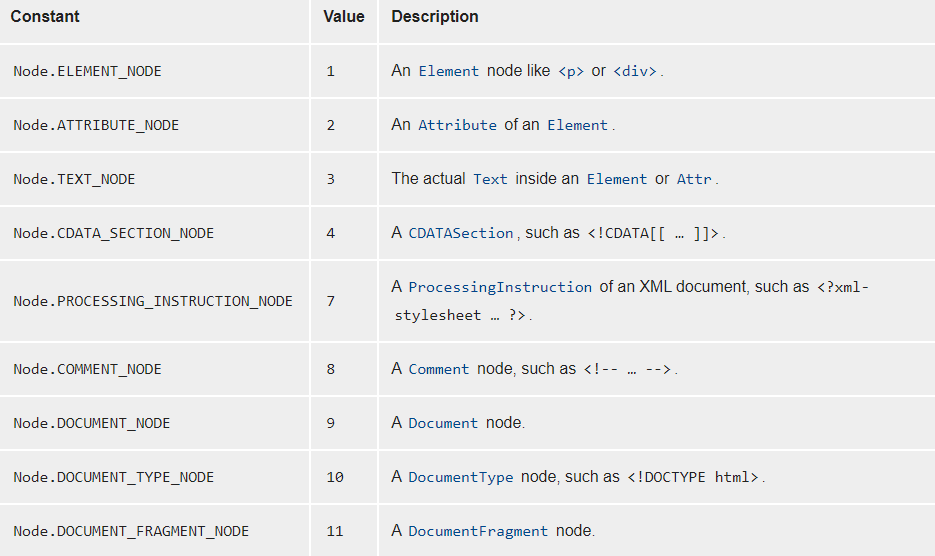 Constant Value Description
Node.ELEMENT_NODE 1 An Element node like <p> or <div>.
Node.ATTRIBUTE_NODE 2 An Attribute of an Element.
Node.TEXT_NODE 3 The actual Text inside an Element or Attr.
Node.CDATA_SECTION_NODE 4 A CDATASection, such as <!CDATA[[ … ]]>.
Node.PROCESSING_INSTRUCTION_NODE 7 A ProcessingInstruction of an XML document, such as <?xml-
stylesheet … ?>.
Node.COMMENT_NODE 8 A Comment node, such as <!-- … -->.
Node.DOCUMENT_NODE 9 A Document node.
Node.DOCUMENT_TYPE_NODE 10 A DocumentType node, such as <!DOCTYPE html>.
Node.DOCUMENT_FRAGMENT_NODE 11 A DocumentFragment node.